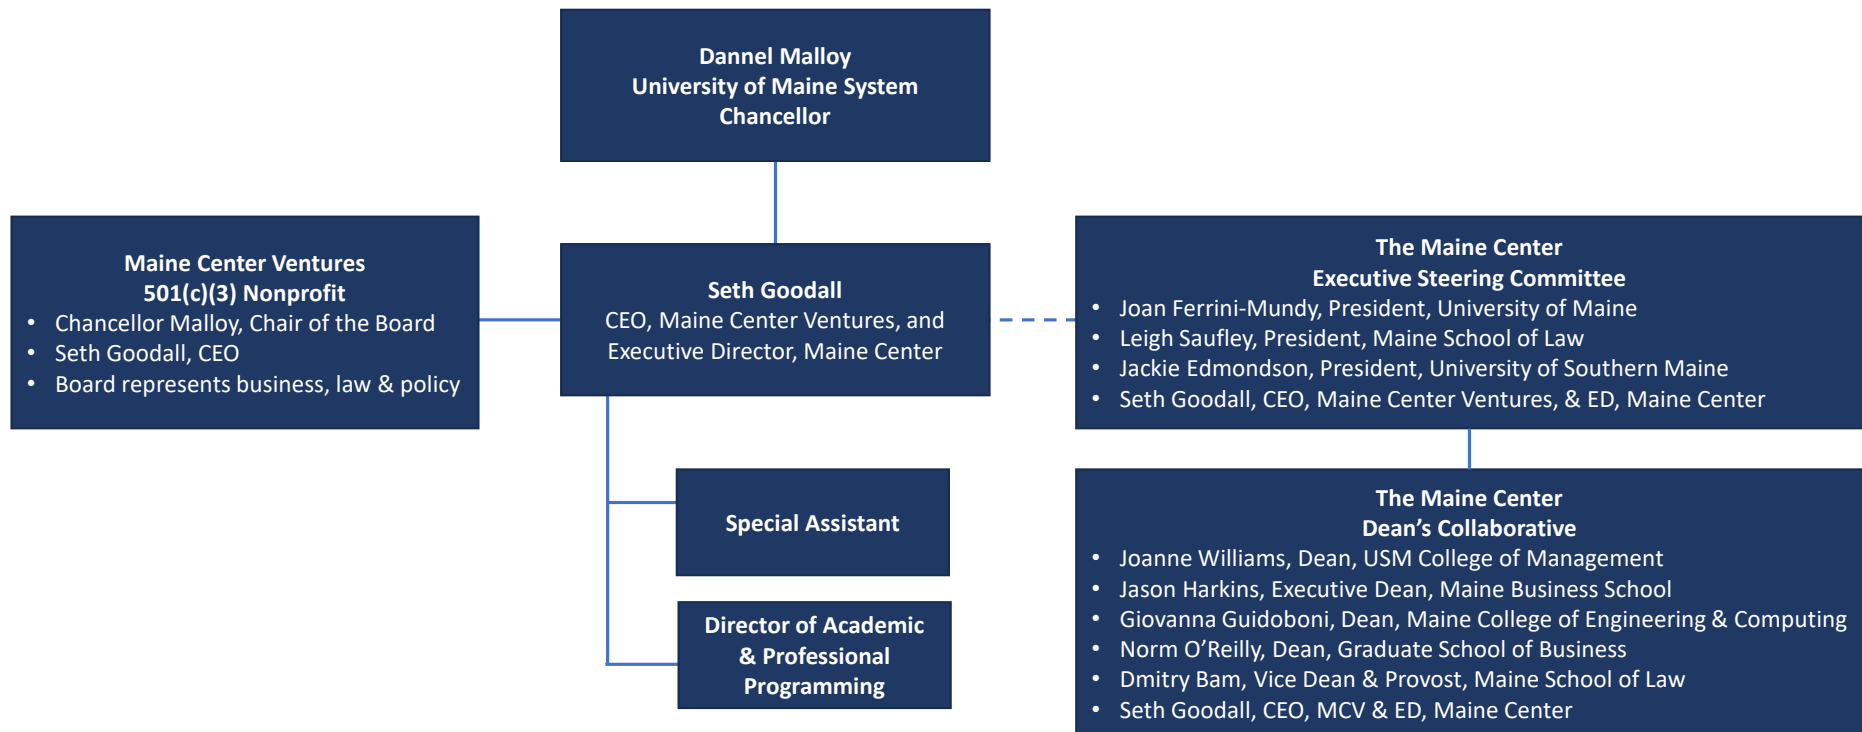 Dannel Malloy
University of Maine System
Chancellor
Maine Center Ventures
501(c)(3) Nonprofit
• Chancellor Malloy, Chair of the Board
• Seth Goodall, CEO
• Board represents business, law & policy
Seth Goodall
CEO, Maine Center Ventures, and
Executive Director, Maine Center
The Maine Center
Executive Steering Committee
• Joan Ferrini-Mundy, President, University of Maine
• Leigh Saufley, President, Maine School of Law
• Jackie Edmondson, President, University of Southern Maine
• Seth Goodall, CEO, Maine Center Ventures, & ED, Maine Center
Special Assistant
Director of Academic
& Professional
Programming
The Maine Center
Dean’s Collaborative
• Joanne Williams, Dean, USM College of Management
• Jason Harkins, Executive Dean, Maine Business School
• Giovanna Guidoboni, Dean, Maine College of Engineering & Computing
• Norm O’Reilly, Dean, Graduate School of Business
• Dmitry Bam, Vice Dean & Provost, Maine School of Law
• Seth Goodall, CEO, MCV & ED, Maine Center